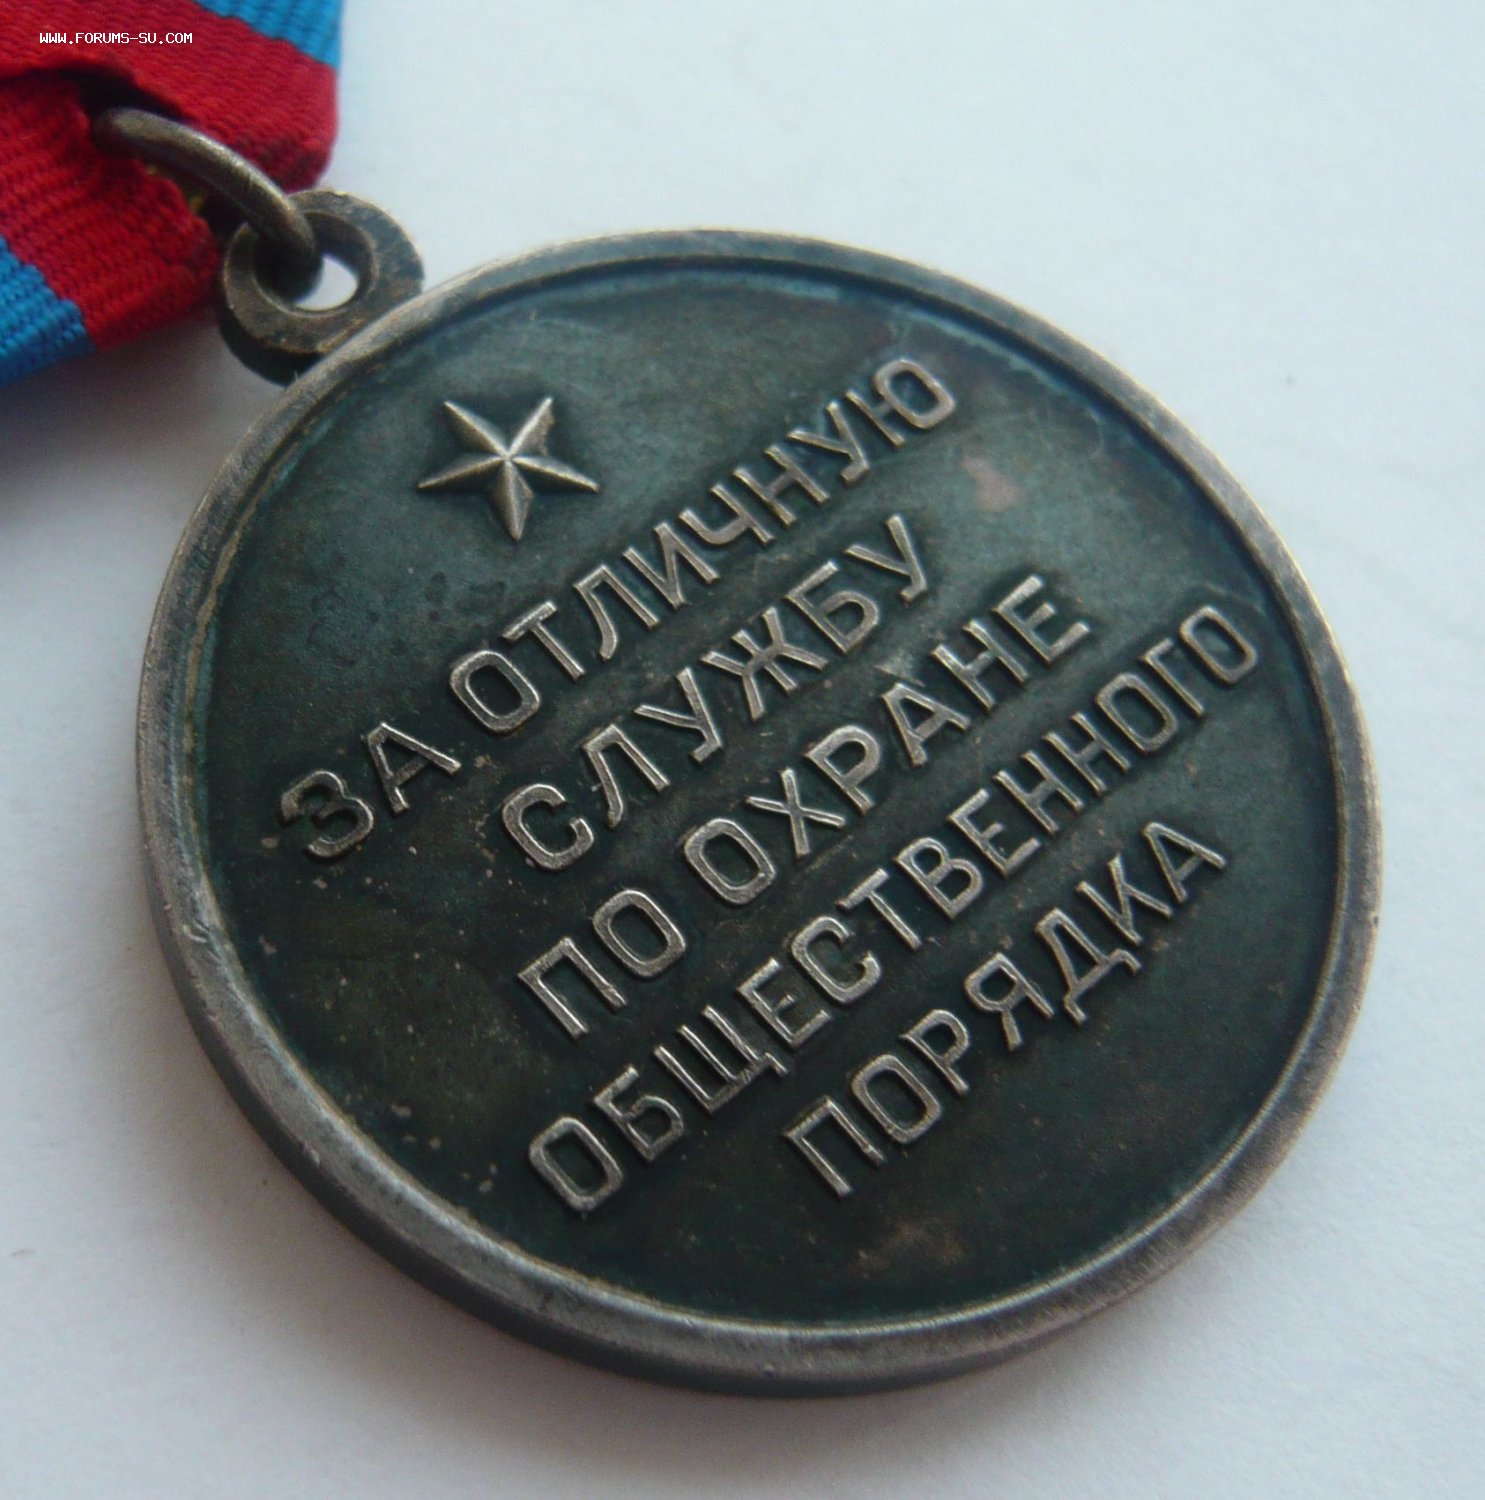 WWW.FORUMS-SU.COM
ЗА ОТЛИЧНУЮ
СЛУЖБУ
ПО ОХРАНЕ
ОБЩЕСТВЕННОГО
ПОРЯДКА